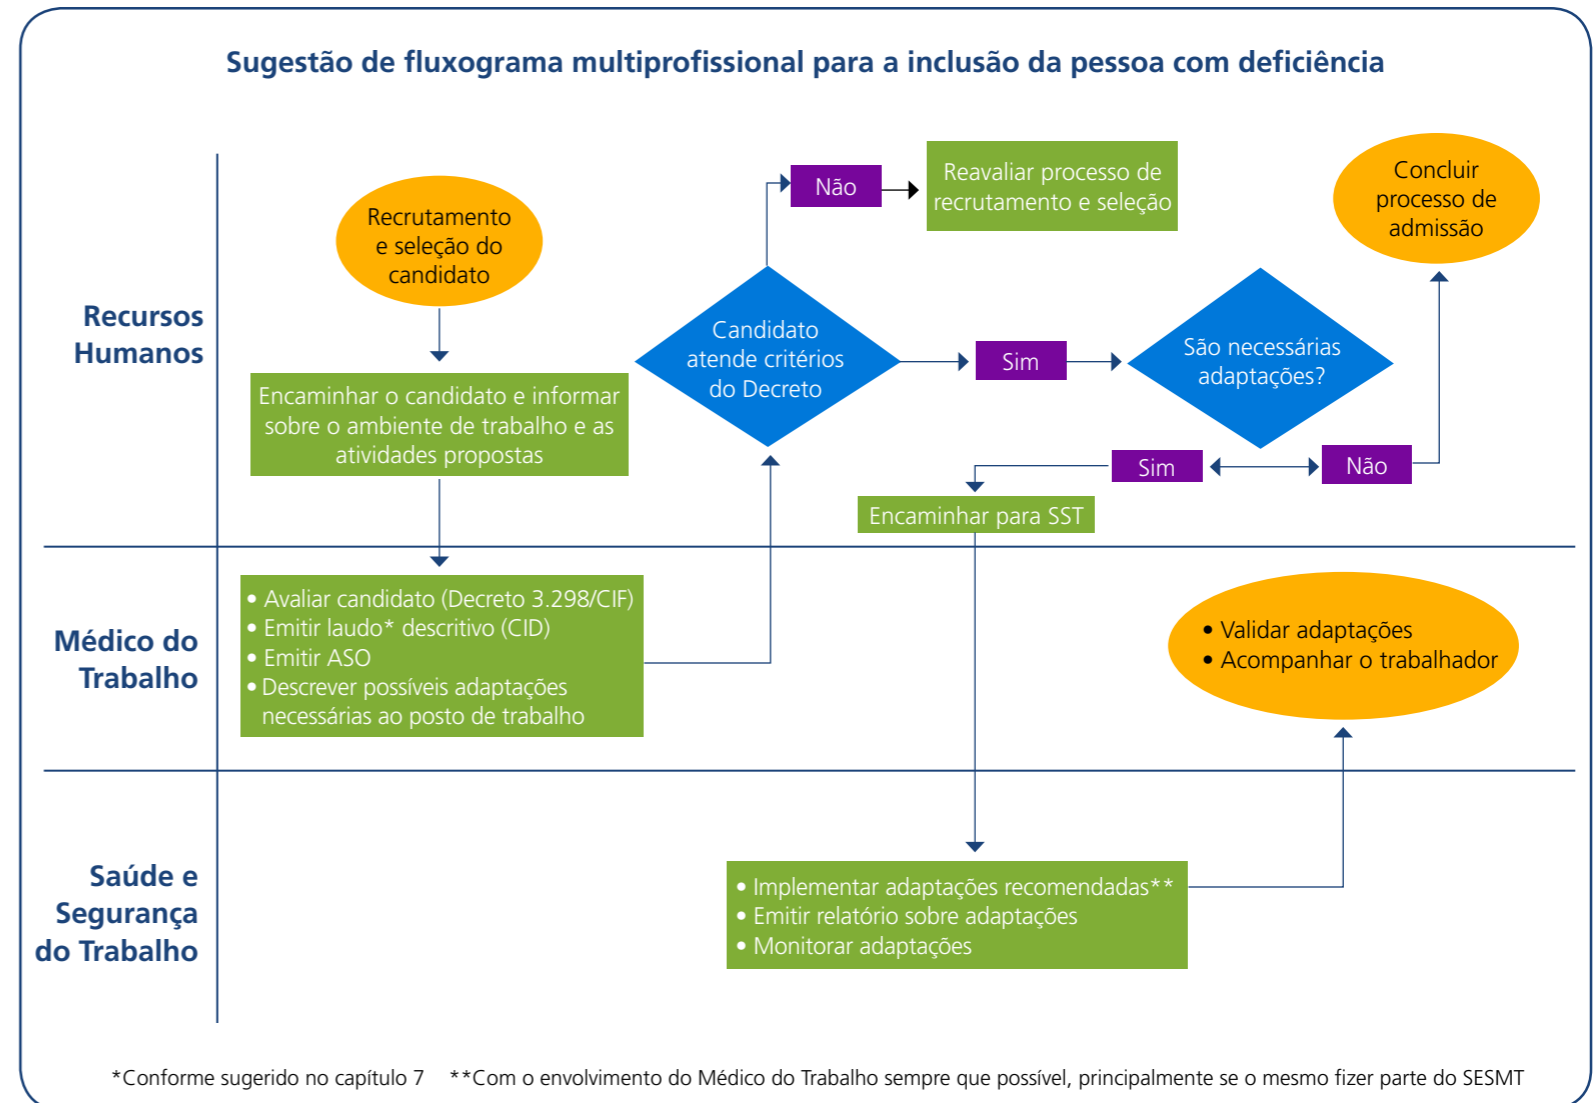 Sugestão de fluxograma multiprofissional para a inclusão da pessoa com deficiência
Recursos
Humanos
Recrutamento
e seleção do
candidato
Encaminhar o candidato e informar
sobre o ambiente de trabalho e as
atividades propostas
Candidato
atende critérios
do Decreto
Não
Reavaliar processo de
recrutamento e seleção
Sim
São necessárias
adaptações?
Concluir
processo de
admissão
Sim
Não
Encaminhar para SST
Médico do
Trabalho
• Avaliar candidato (Decreto 3.298/CIF)
• Emitir laudo* descritivo (CID)
• Emitir ASO
• Descrever possíveis adaptações
necessárias ao posto de trabalho
• Validar adaptações
• Acompanhar o trabalhador
Saúde e
Segurança
do Trabalho
• Implementar adaptações recomendadas**
• Emitir relatório sobre adaptações
• Monitorar adaptações
*Conforme sugerido no capítulo 7 **Com o envolvimento do Médico do Trabalho sempre que possível, principalmente se o mesmo fizer parte do SESMT